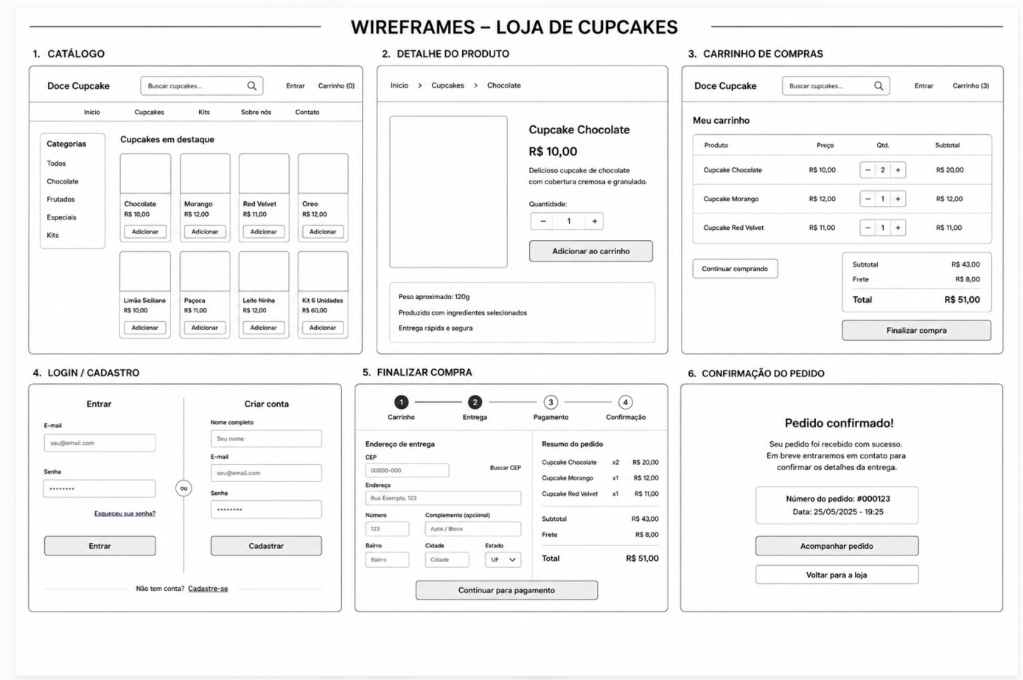 WIREFRAMES – LOJA DE CUPCAKES
1. CATÁLOGO
Doce Cupcake
Buscar cupcakes...
Entrar
Carrinho (0)
Início
Cupcakes
Kits
Sobre nós
Contato
Categorias
Todos
Chocolate
Frutados
Especiais
Kits
Cupcakes em destaque
Chocolate
R$ 10,00
Adicionar
Morango
R$ 12,00
Adicionar
Red Velvet
R$ 11,00
Adicionar
Oreo
R$ 12,00
Adicionar
Limão Siciliano
R$ 10,00
Adicionar
Paçoca
R$ 11,00
Adicionar
Leite Ninho
R$ 12,00
Adicionar
Kit 6 Unidades
R$ 60,00
Adicionar
2. DETALHE DO PRODUTO
Início > Cupcakes > Chocolate
Cupcake Chocolate
R$ 10,00
Delicioso cupcake de chocolate
com cobertura cremosa e granulado.
Quantidade:
− 1 +
Adicionar ao carrinho
Peso aproximado: 120g
Produzido com ingredientes selecionados
Entrega rápida e segura
3. CARRINHO DE COMPRAS
Doce Cupcake
Buscar cupcakes...
Entrar
Carrinho (3)
Meu carrinho
Produto Preço Qtd. Subtotal
Cupcake Chocolate R$ 10,00 − 2 + R$ 20,00
Cupcake Morango R$ 12,00 − 1 + R$ 12,00
Cupcake Red Velvet R$ 11,00 − 1 + R$ 11,00
Continuar comprando
Subtotal R$ 43,00
Frete R$ 8,00
Total R$ 51,00
Finalizar compra
4. LOGIN / CADASTRO
Entrar
E-mail
seu@email.com
Senha
••••••••
Esqueceu sua senha?
Entrar
ou
Criar conta
Nome completo
Seu nome
E-mail
seu@email.com
Senha
••••••••
Cadastrar
Não tem conta? Cadastre-se
5. FINALIZAR COMPRA
1 2 3 4
Carrinho Entrega Pagamento Confirmação
Endereço de entrega
CEP
00000-000
Buscar CEP
Endereço
Rua Exemplo, 123
Número Complemento (opcional)
123 Apto / Bloco
Bairro Cidade Estado
Bairro Cidade UF
Resumo do pedido
Cupcake Chocolate x2 R$ 20,00
Cupcake Morango x1 R$ 12,00
Cupcake Red Velvet x1 R$ 11,00
Subtotal R$ 43,00
Frete R$ 8,00
Total R$ 51,00
Continuar para pagamento
6. CONFIRMAÇÃO DO PEDIDO
Pedido confirmado!
Seu pedido foi recebido com sucesso.
Em breve entraremos em contato para
confirmar os detalhes da entrega.
Número do pedido: #000123
Data: 25/05/2025 - 19:25
Acompanhar pedido
Voltar para a loja